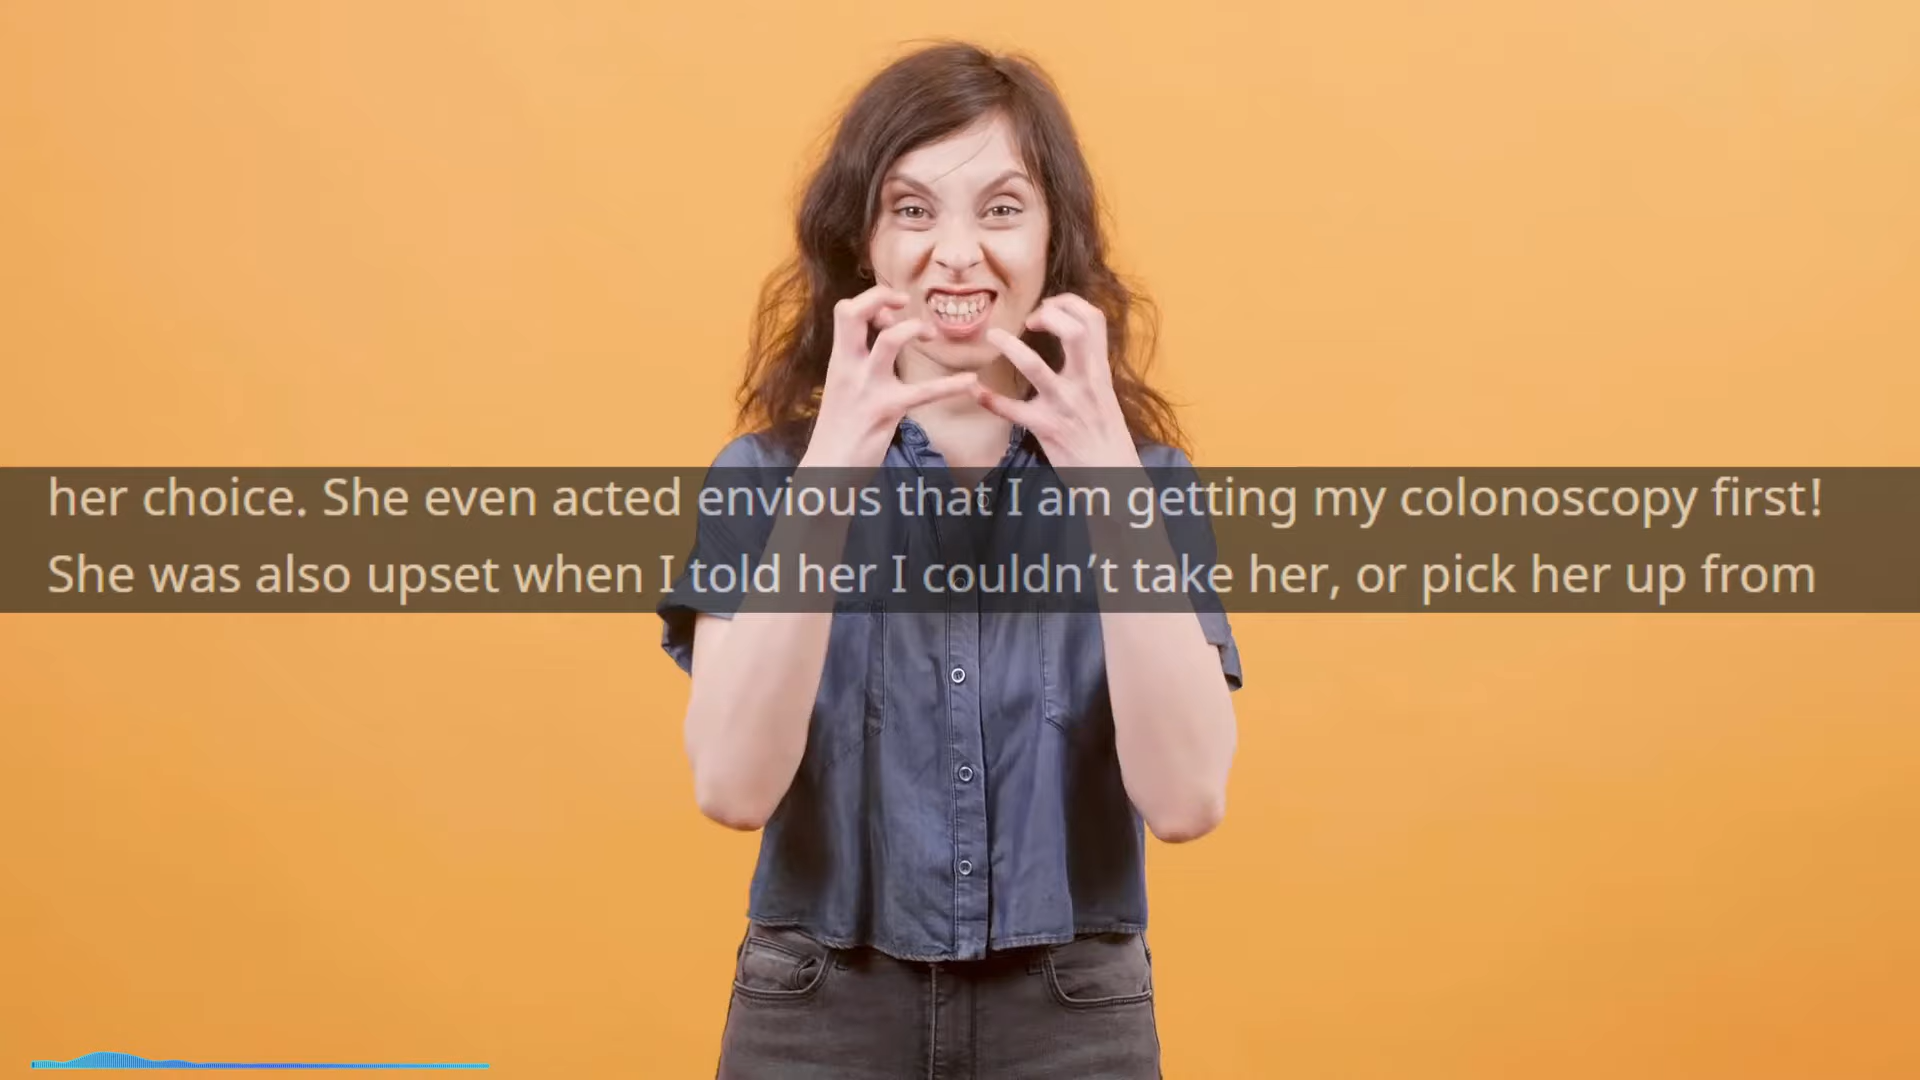 her choice. She even acted envious that I am getting my colonoscopy first!
She was also upset when I told her I couldn’t take her, or pick her up from